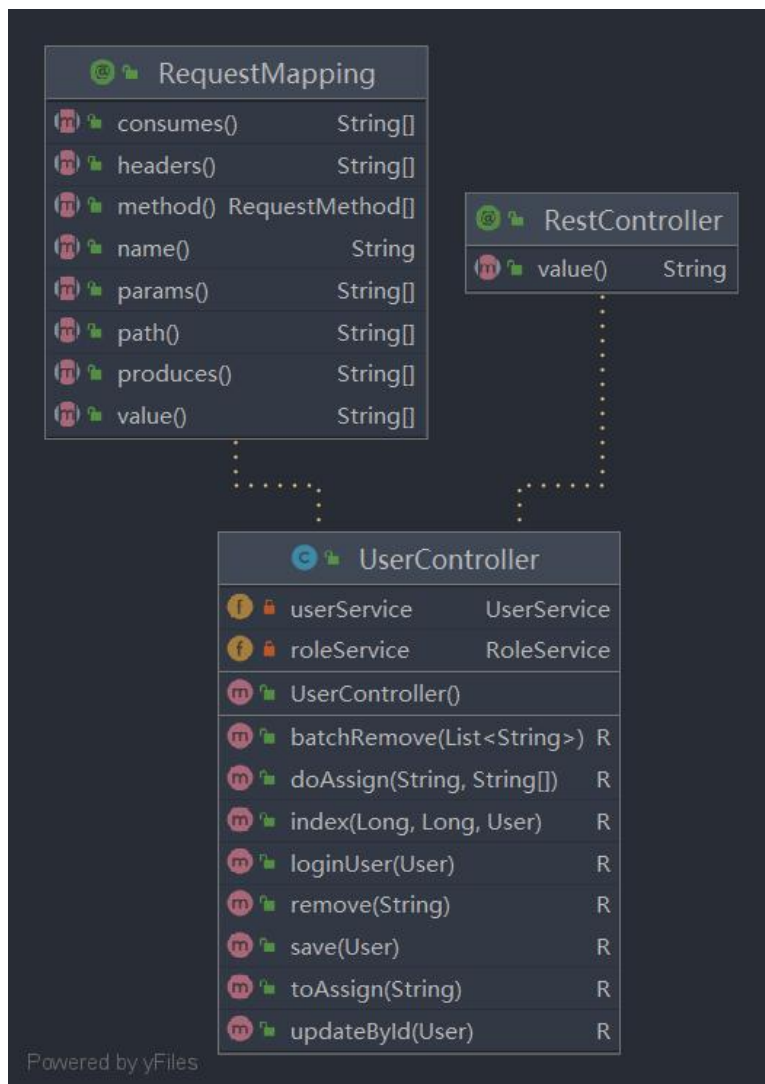 RequestMapping
consumes() String[]
headers() String[]
method() RequestMethod[]
name() String
params() String[]
path() String[]
produces() String[]
value() String[]
RestController
value() String
UserController
userService UserService
roleService RoleService
UserController()
batchRemove(List<String>) R
doAssign(String, String[]) R
index(Long, Long, User) R
loginUser(User) R
remove(String) R
save(User) R
toAssign(String) R
updateById(User) R
Powered by yFiles